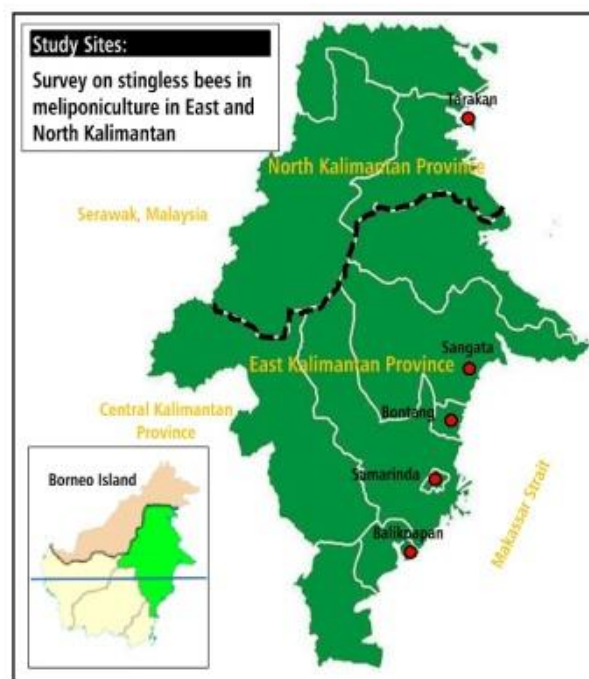 Study Sites:
Survey on stingless bees in
meliponiculture in East and
North Kalimantan
Tarakan
North Kalimantan Province
Serawak, Malaysia
Sangata
East Kalimantan Province
Central Kalimantan
Province
Bontang
Samarinda
Balikpapan
Makassar Strait
Borneo Island